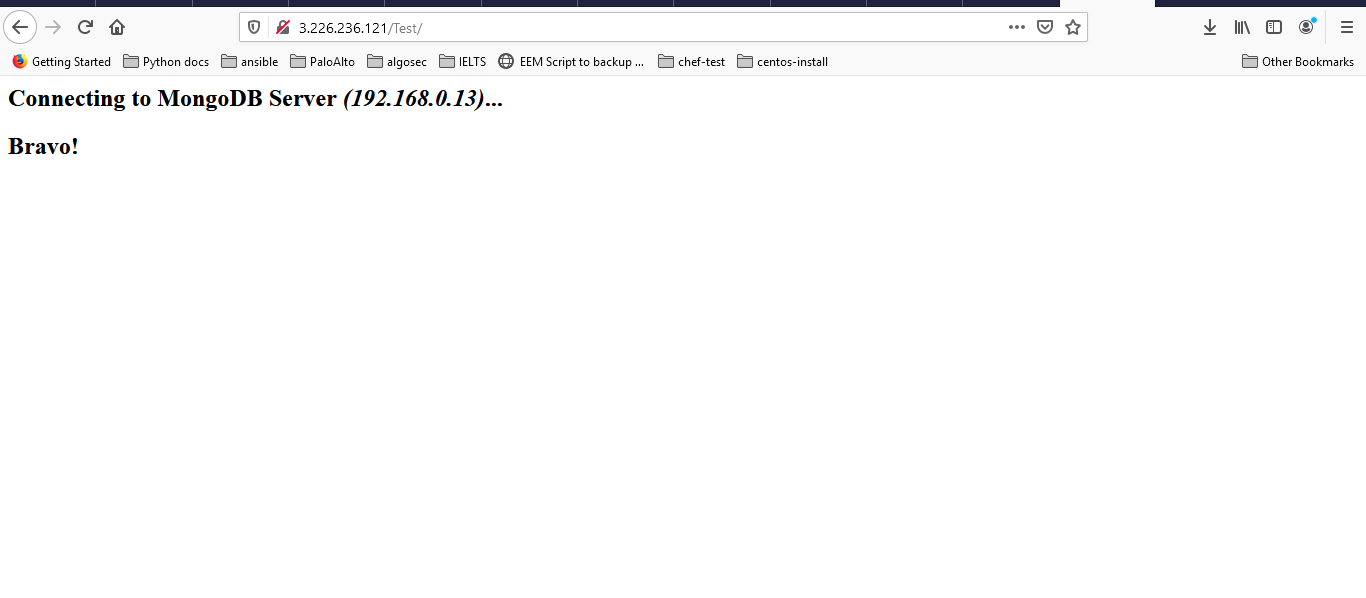 3.226.236.121/Test/
Getting Started Python docs ansible PaloAlto algosec IELTS EEM Script to backup ... chef-test centos-install Other Bookmarks
Connecting to MongoDB Server (192.168.0.13)...
Bravo!